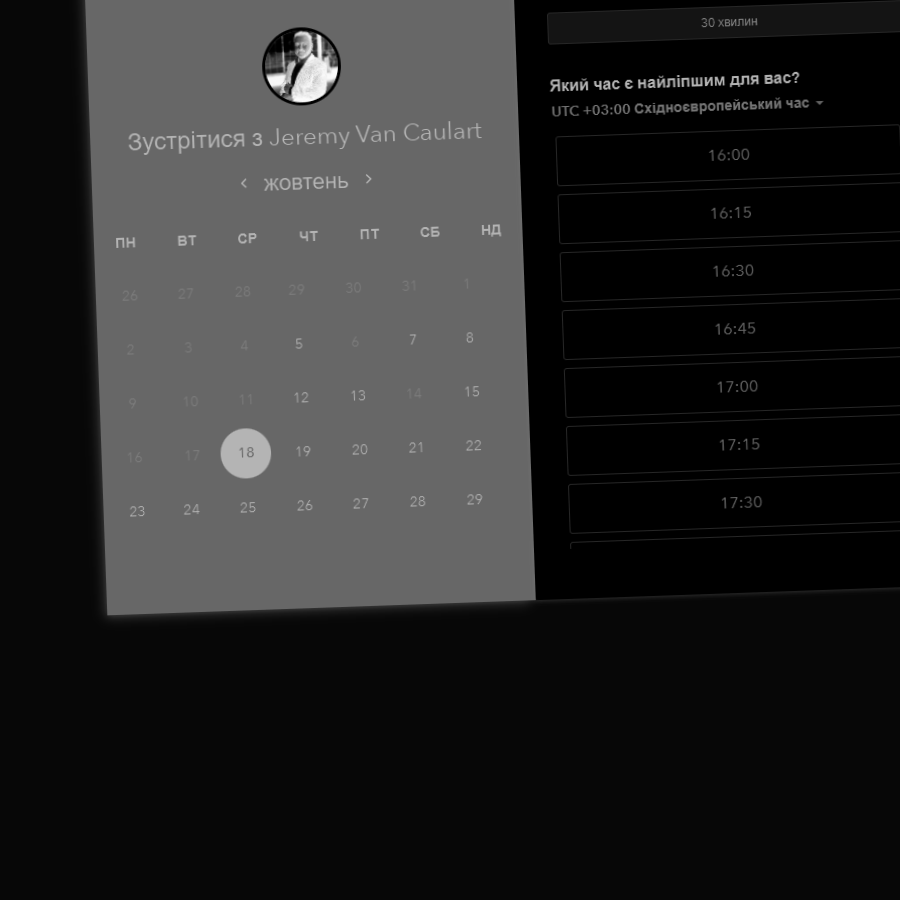 Зустрітися з Jeremy Van Caulart
жовтень
ПН ВТ СР ЧТ ПТ СБ НД
26 27 28 29 30 31 1
2 3 4 5 6 7 8
9 10 11 12 13 14 15
16 17 18 19 20 21 22
23 24 25 26 27 28 29
30 хвилин
Який час є найліпшим для вас?
UTC +03:00 Східноєвропейський час
16:00
16:15
16:30
16:45
17:00
17:15
17:30